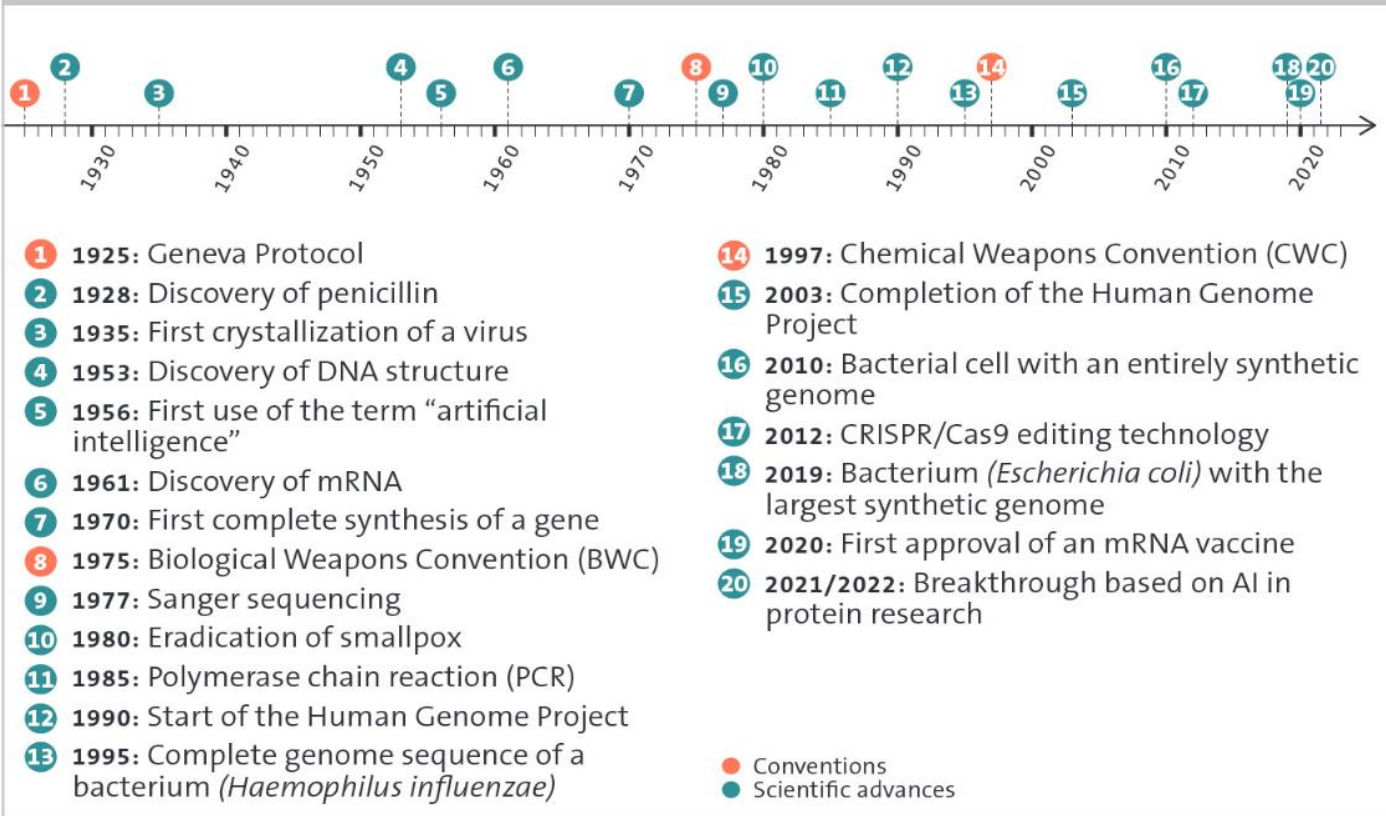 2 4 6 8 10 12 14 16 18 20
1 3 5 7 9 11 13 15 17 19
1930 1940 1950 1960 1970 1980 1990 2000 2010 2020
1 1925: Geneva Protocol
2 1928: Discovery of penicillin
3 1935: First crystallization of a virus
4 1953: Discovery of DNA structure
5 1956: First use of the term “artificial
intelligence”
6 1961: Discovery of mRNA
7 1970: First complete synthesis of a gene
8 1975: Biological Weapons Convention (BWC)
9 1977: Sanger sequencing
10 1980: Eradication of smallpox
11 1985: Polymerase chain reaction (PCR)
12 1990: Start of the Human Genome Project
13 1995: Complete genome sequence of a
bacterium (Haemophilus influenzae)
14 1997: Chemical Weapons Convention (CWC)
15 2003: Completion of the Human Genome
Project
16 2010: Bacterial cell with an entirely synthetic
genome
17 2012: CRISPR/Cas9 editing technology
18 2019: Bacterium (Escherichia coli) with the
largest synthetic genome
19 2020: First approval of an mRNA vaccine
20 2021/2022: Breakthrough based on AI in
protein research
Conventions
Scientific advances